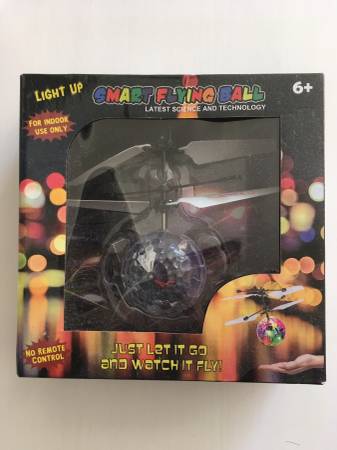 LIGHT UP
SMART FLYING BALL
LATEST SCIENCE AND TECHNOLOGY
6+
FOR INDOOR
USE ONLY
NO REMOTE
CONTROL
JUST LET IT GO
AND WATCH IT FLY!